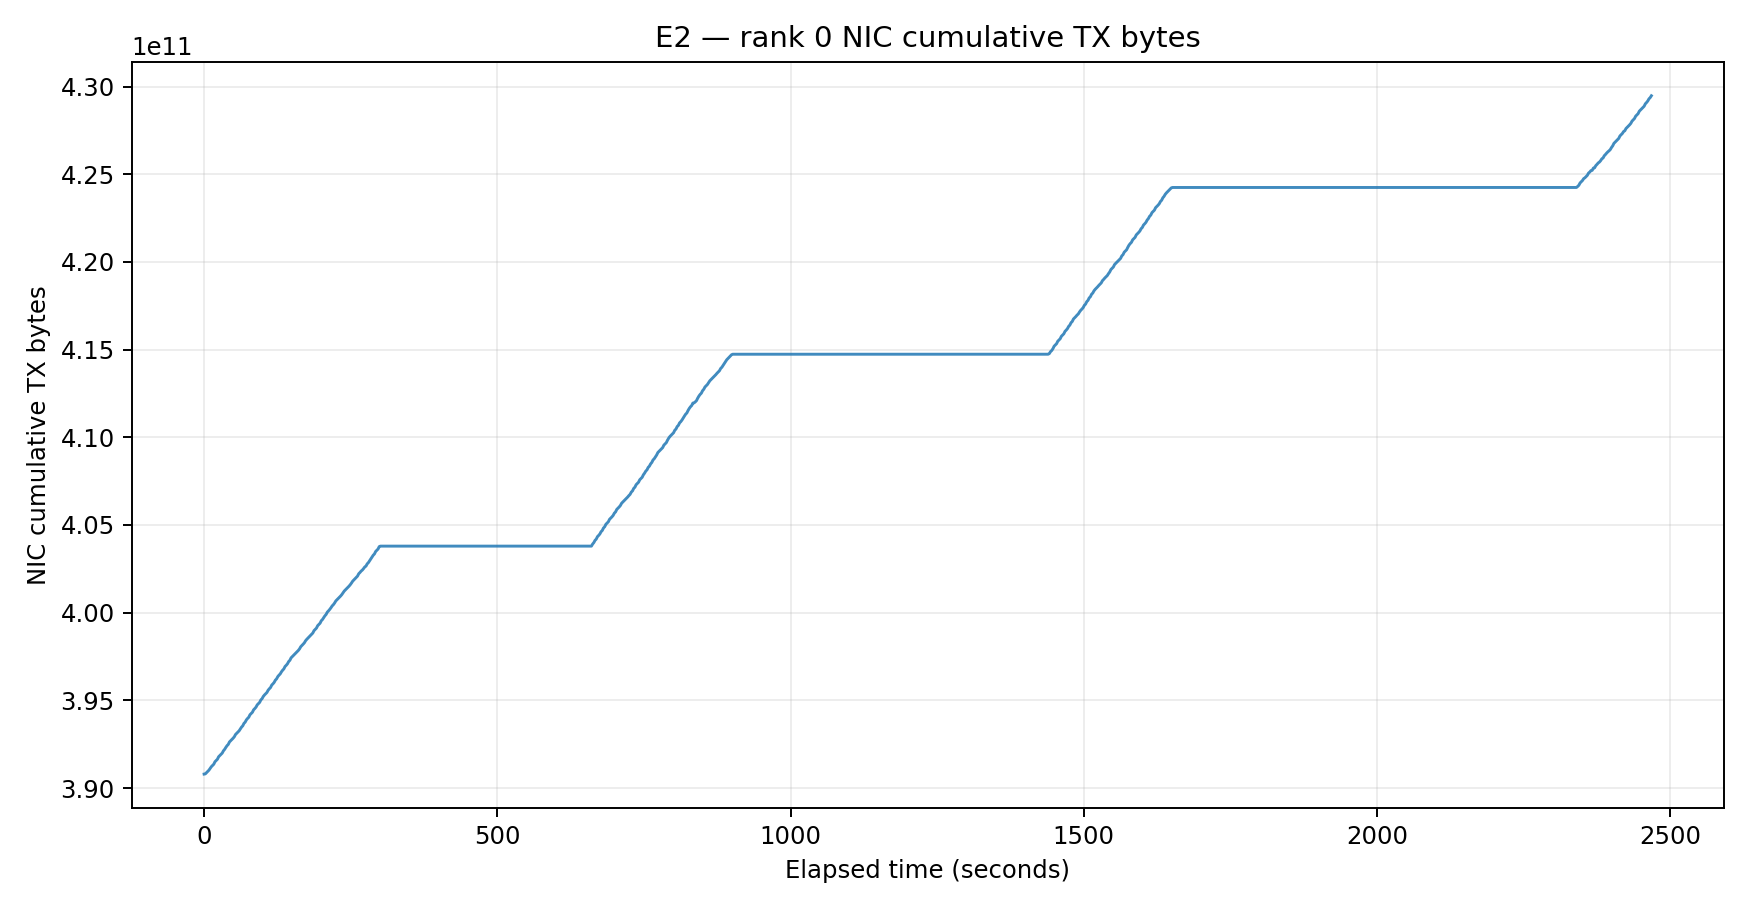 E2 — rank 0 NIC cumulative TX bytes
1e11
4.30
4.25
4.20
4.15
4.10
4.05
4.00
3.95
3.90
NIC cumulative TX bytes
0 500 1000 1500 2000 2500
Elapsed time (seconds)